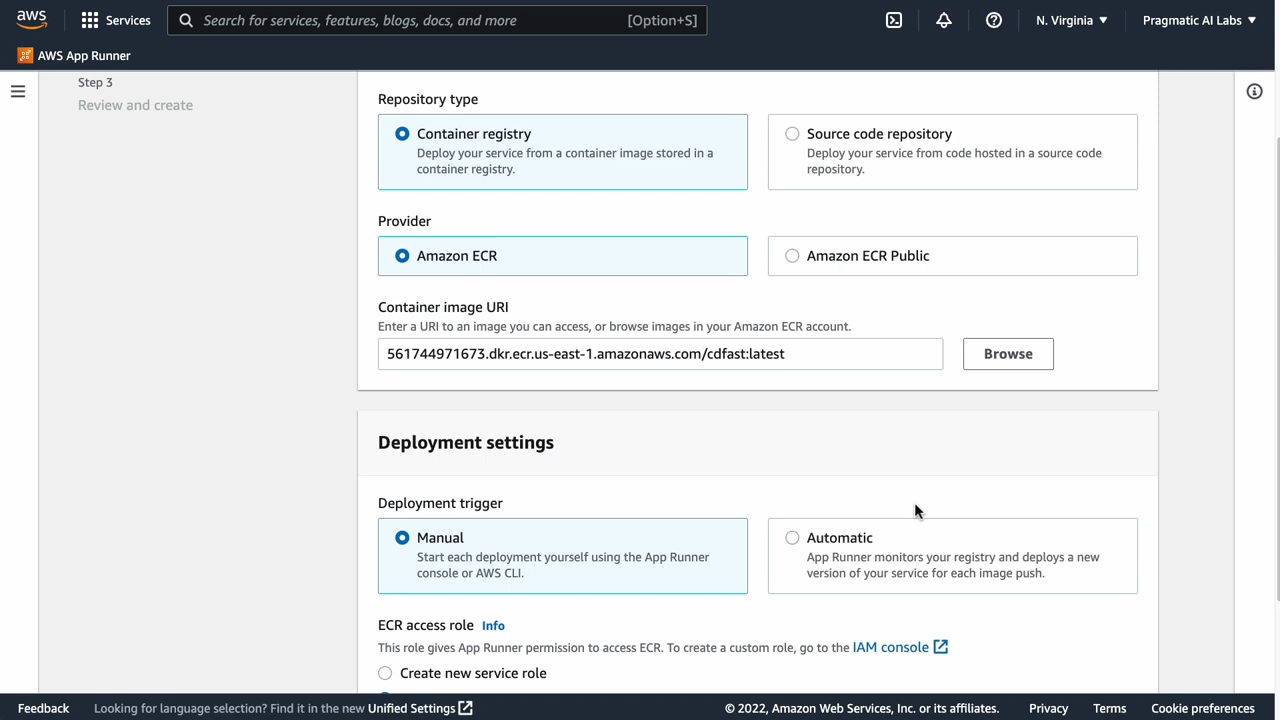 aws
Services
Search for services, features, blogs, docs, and more
[Option+S]
N. Virginia
Pragmatic AI Labs
AWS App Runner
Step 3
Review and create
Repository type
Container registry
Deploy your service from a container image stored in a
container registry.
Source code repository
Deploy your service from code hosted in a source code
repository.
Provider
Amazon ECR
Amazon ECR Public
Container image URI
Enter a URI to an image you can access, or browse images in your Amazon ECR account.
561744971673.dkr.ecr.us-east-1.amazonaws.com/cdfast:latest
Browse
Deployment settings
Deployment trigger
Manual
Start each deployment yourself using the App Runner
console or AWS CLI.
Automatic
App Runner monitors your registry and deploys a new
version of your service for each image push.
ECR access role Info
This role gives App Runner permission to access ECR. To create a custom role, go to the IAM console
Create new service role
Feedback
Looking for language selection? Find it in the new Unified Settings
© 2022, Amazon Web Services, Inc. or its affiliates.
Privacy
Terms
Cookie preferences